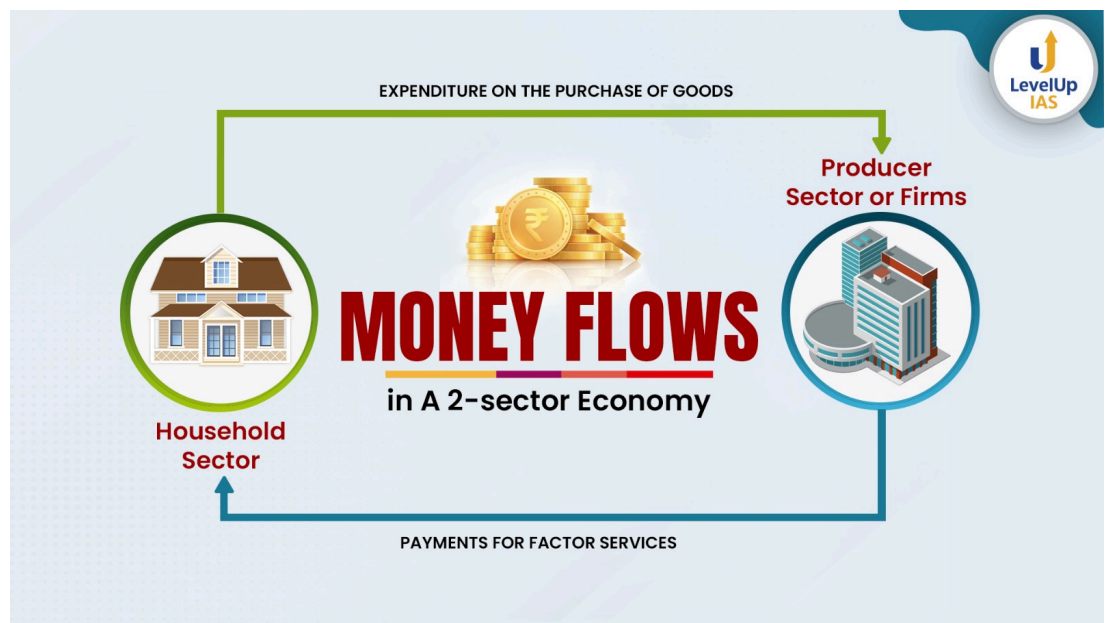 EXPENDITURE ON THE PURCHASE OF GOODS
LevelUp
IAS
Producer
Sector or Firms
₹
MONEY FLOWS
in A 2-sector Economy
Household
Sector
PAYMENTS FOR FACTOR SERVICES